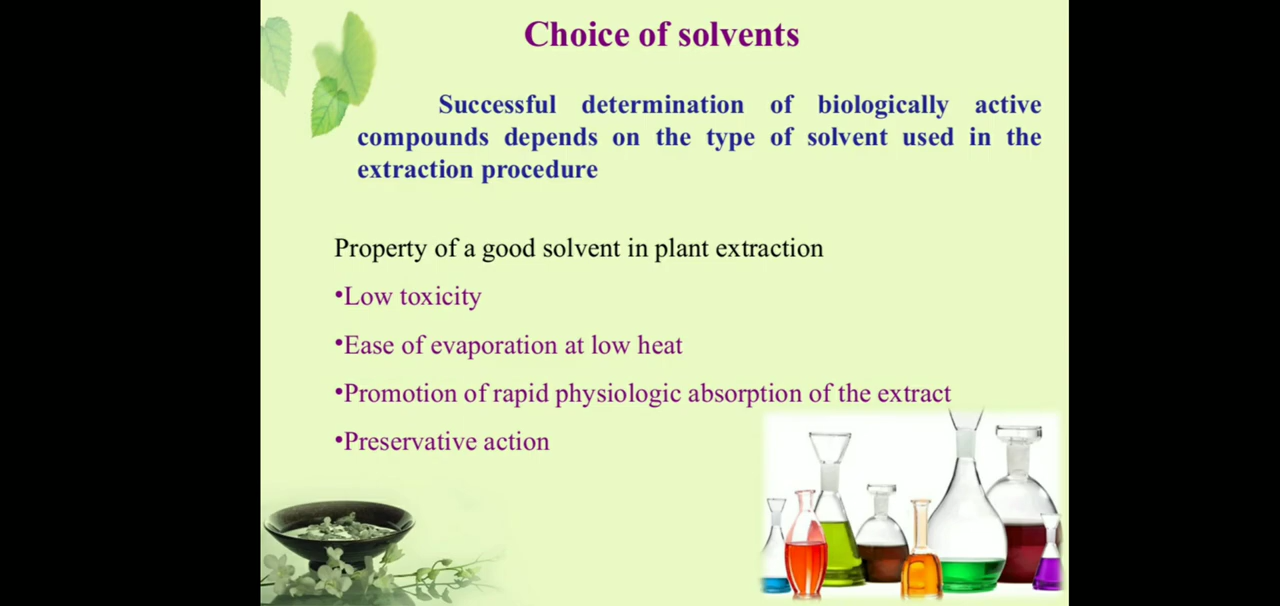 Choice of solvents
Successful determination of biologically active
compounds depends on the type of solvent used in the
extraction procedure
Property of a good solvent in plant extraction
•Low toxicity
•Ease of evaporation at low heat
•Promotion of rapid physiologic absorption of the extract
•Preservative action